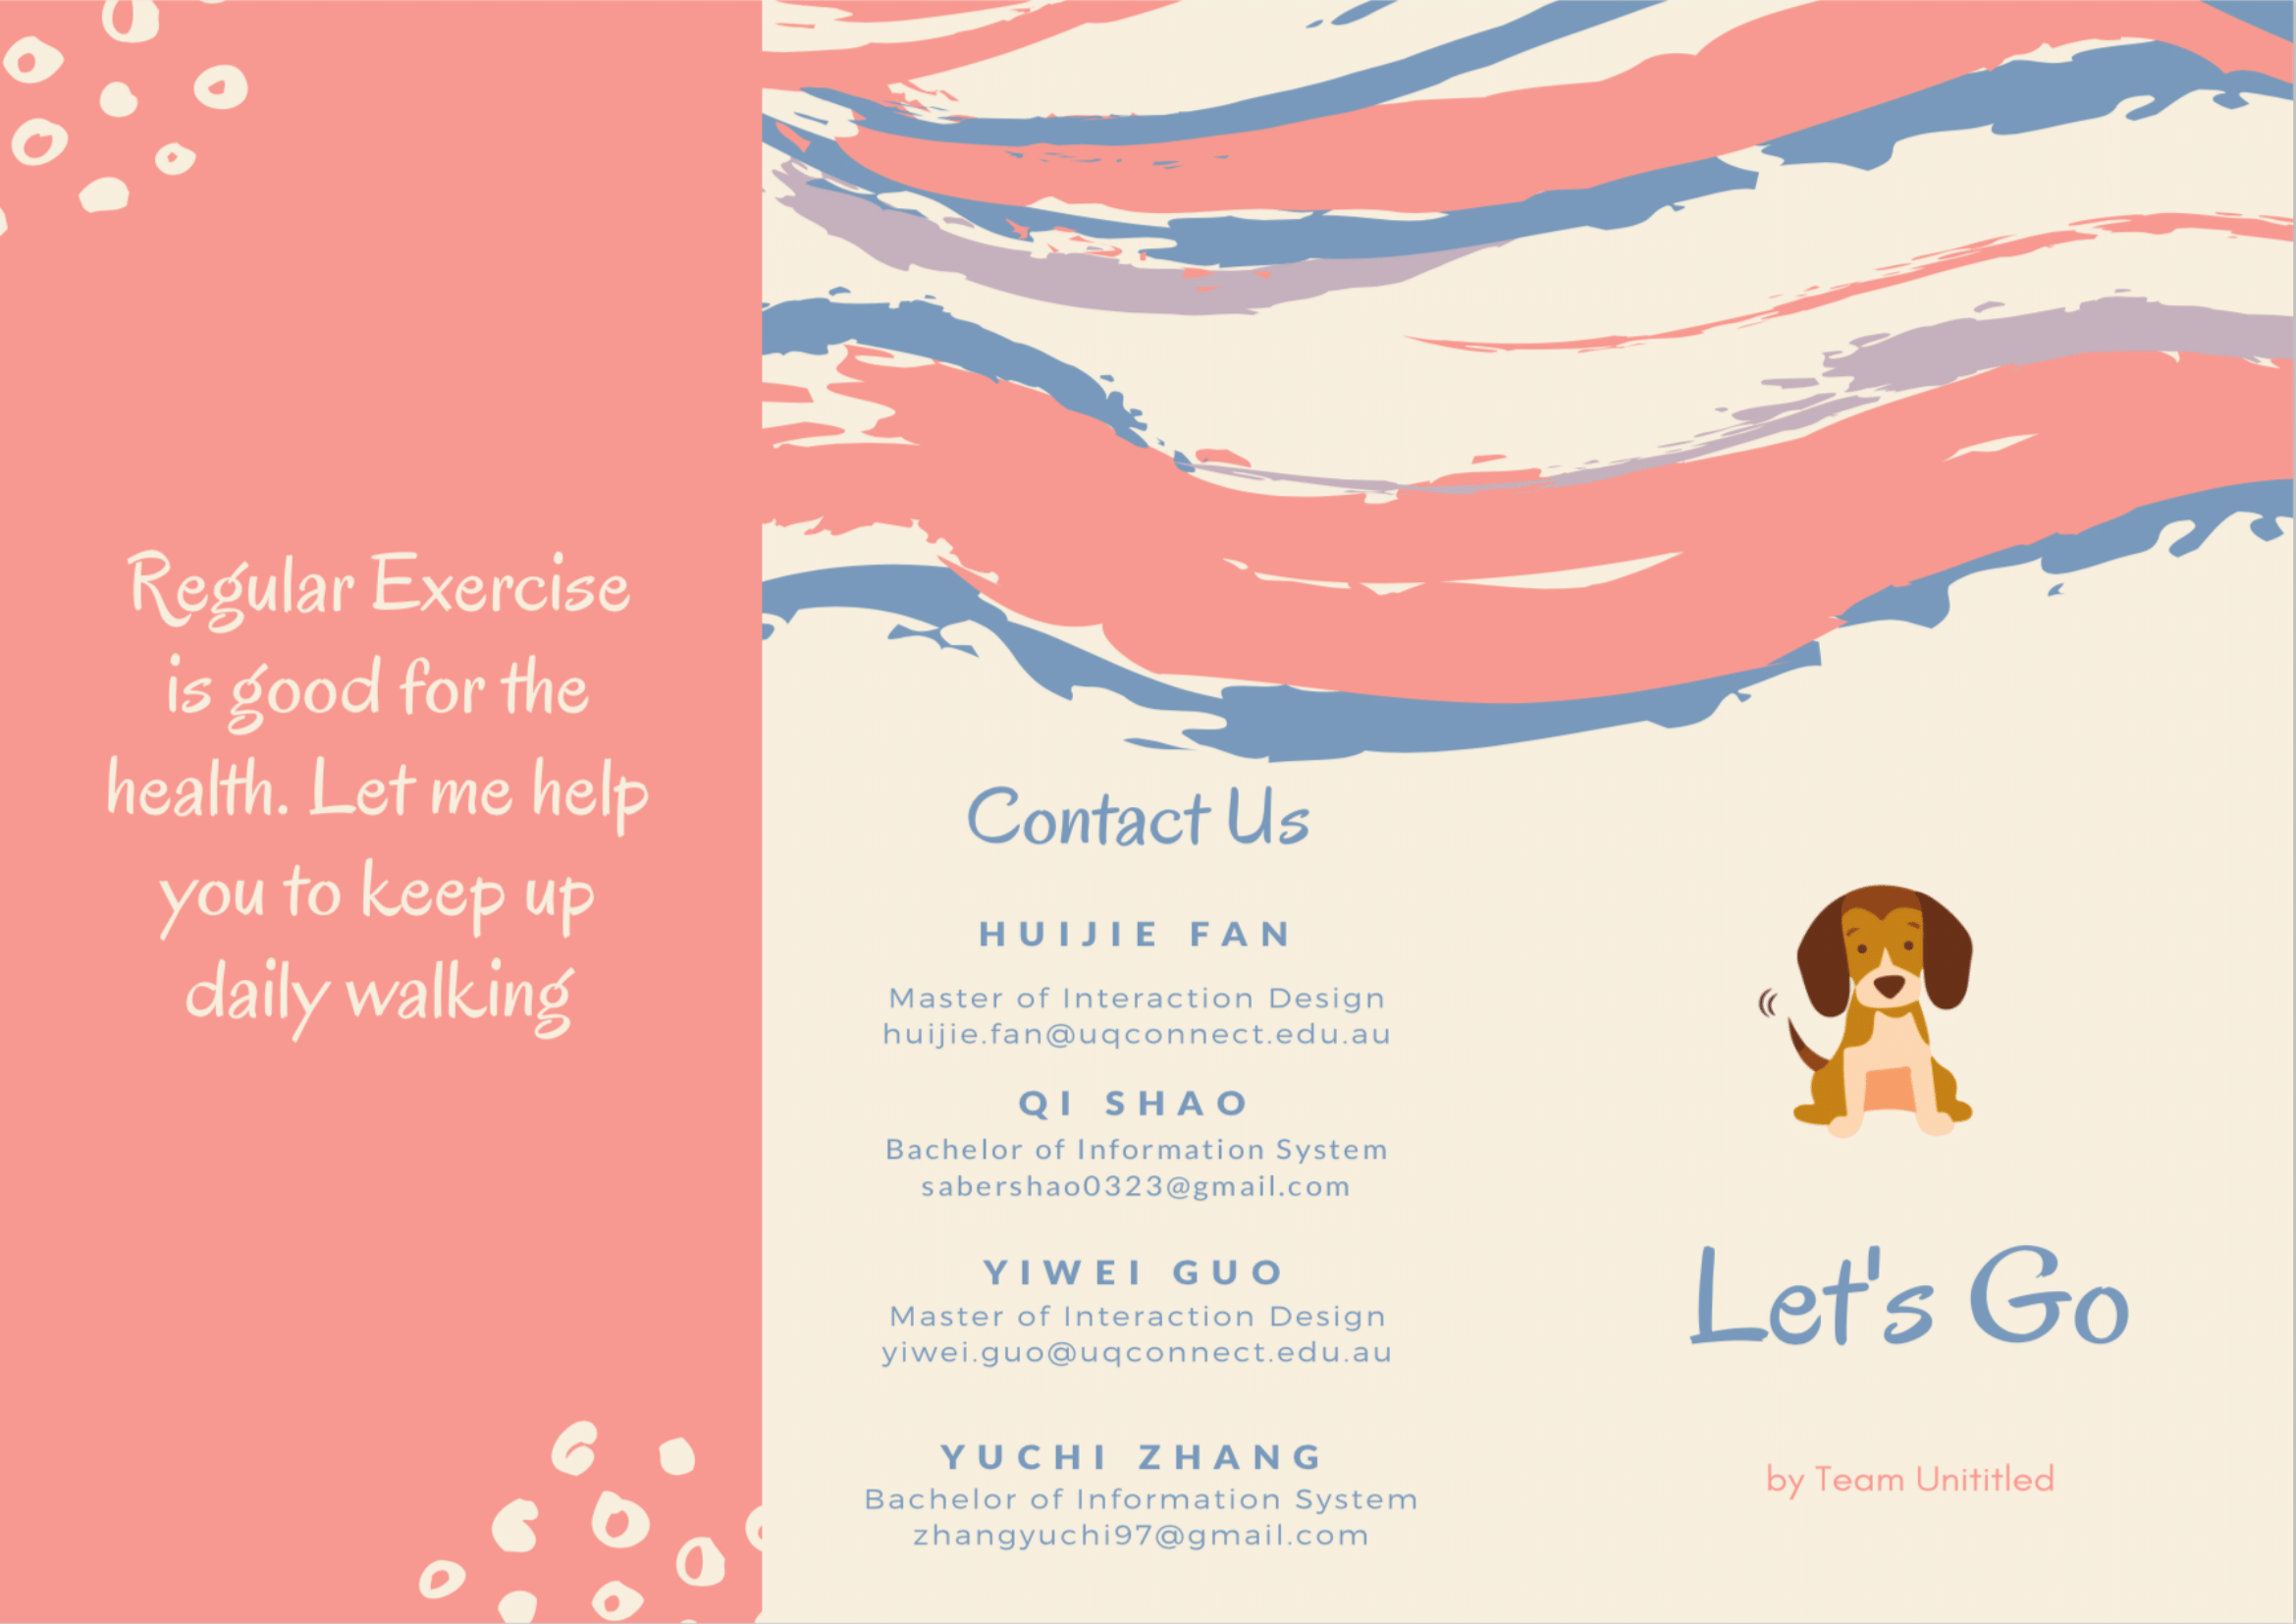 Regular Exercise
is good for the
health. Let me help
you to keep up
daily walking
Contact Us
HUIJIE FAN
Master of Interaction Design
huijie.fan@uqconnect.edu.au
QI SHAO
Bachelor of Information System
sabershao0323@gmail.com
YIWEI GUO
Master of Interaction Design
yiwei.guo@uqconnect.edu.au
YUCHI ZHANG
Bachelor of Information System
zhangyuchi97@gmail.com
Let's Go
by Team Unititled